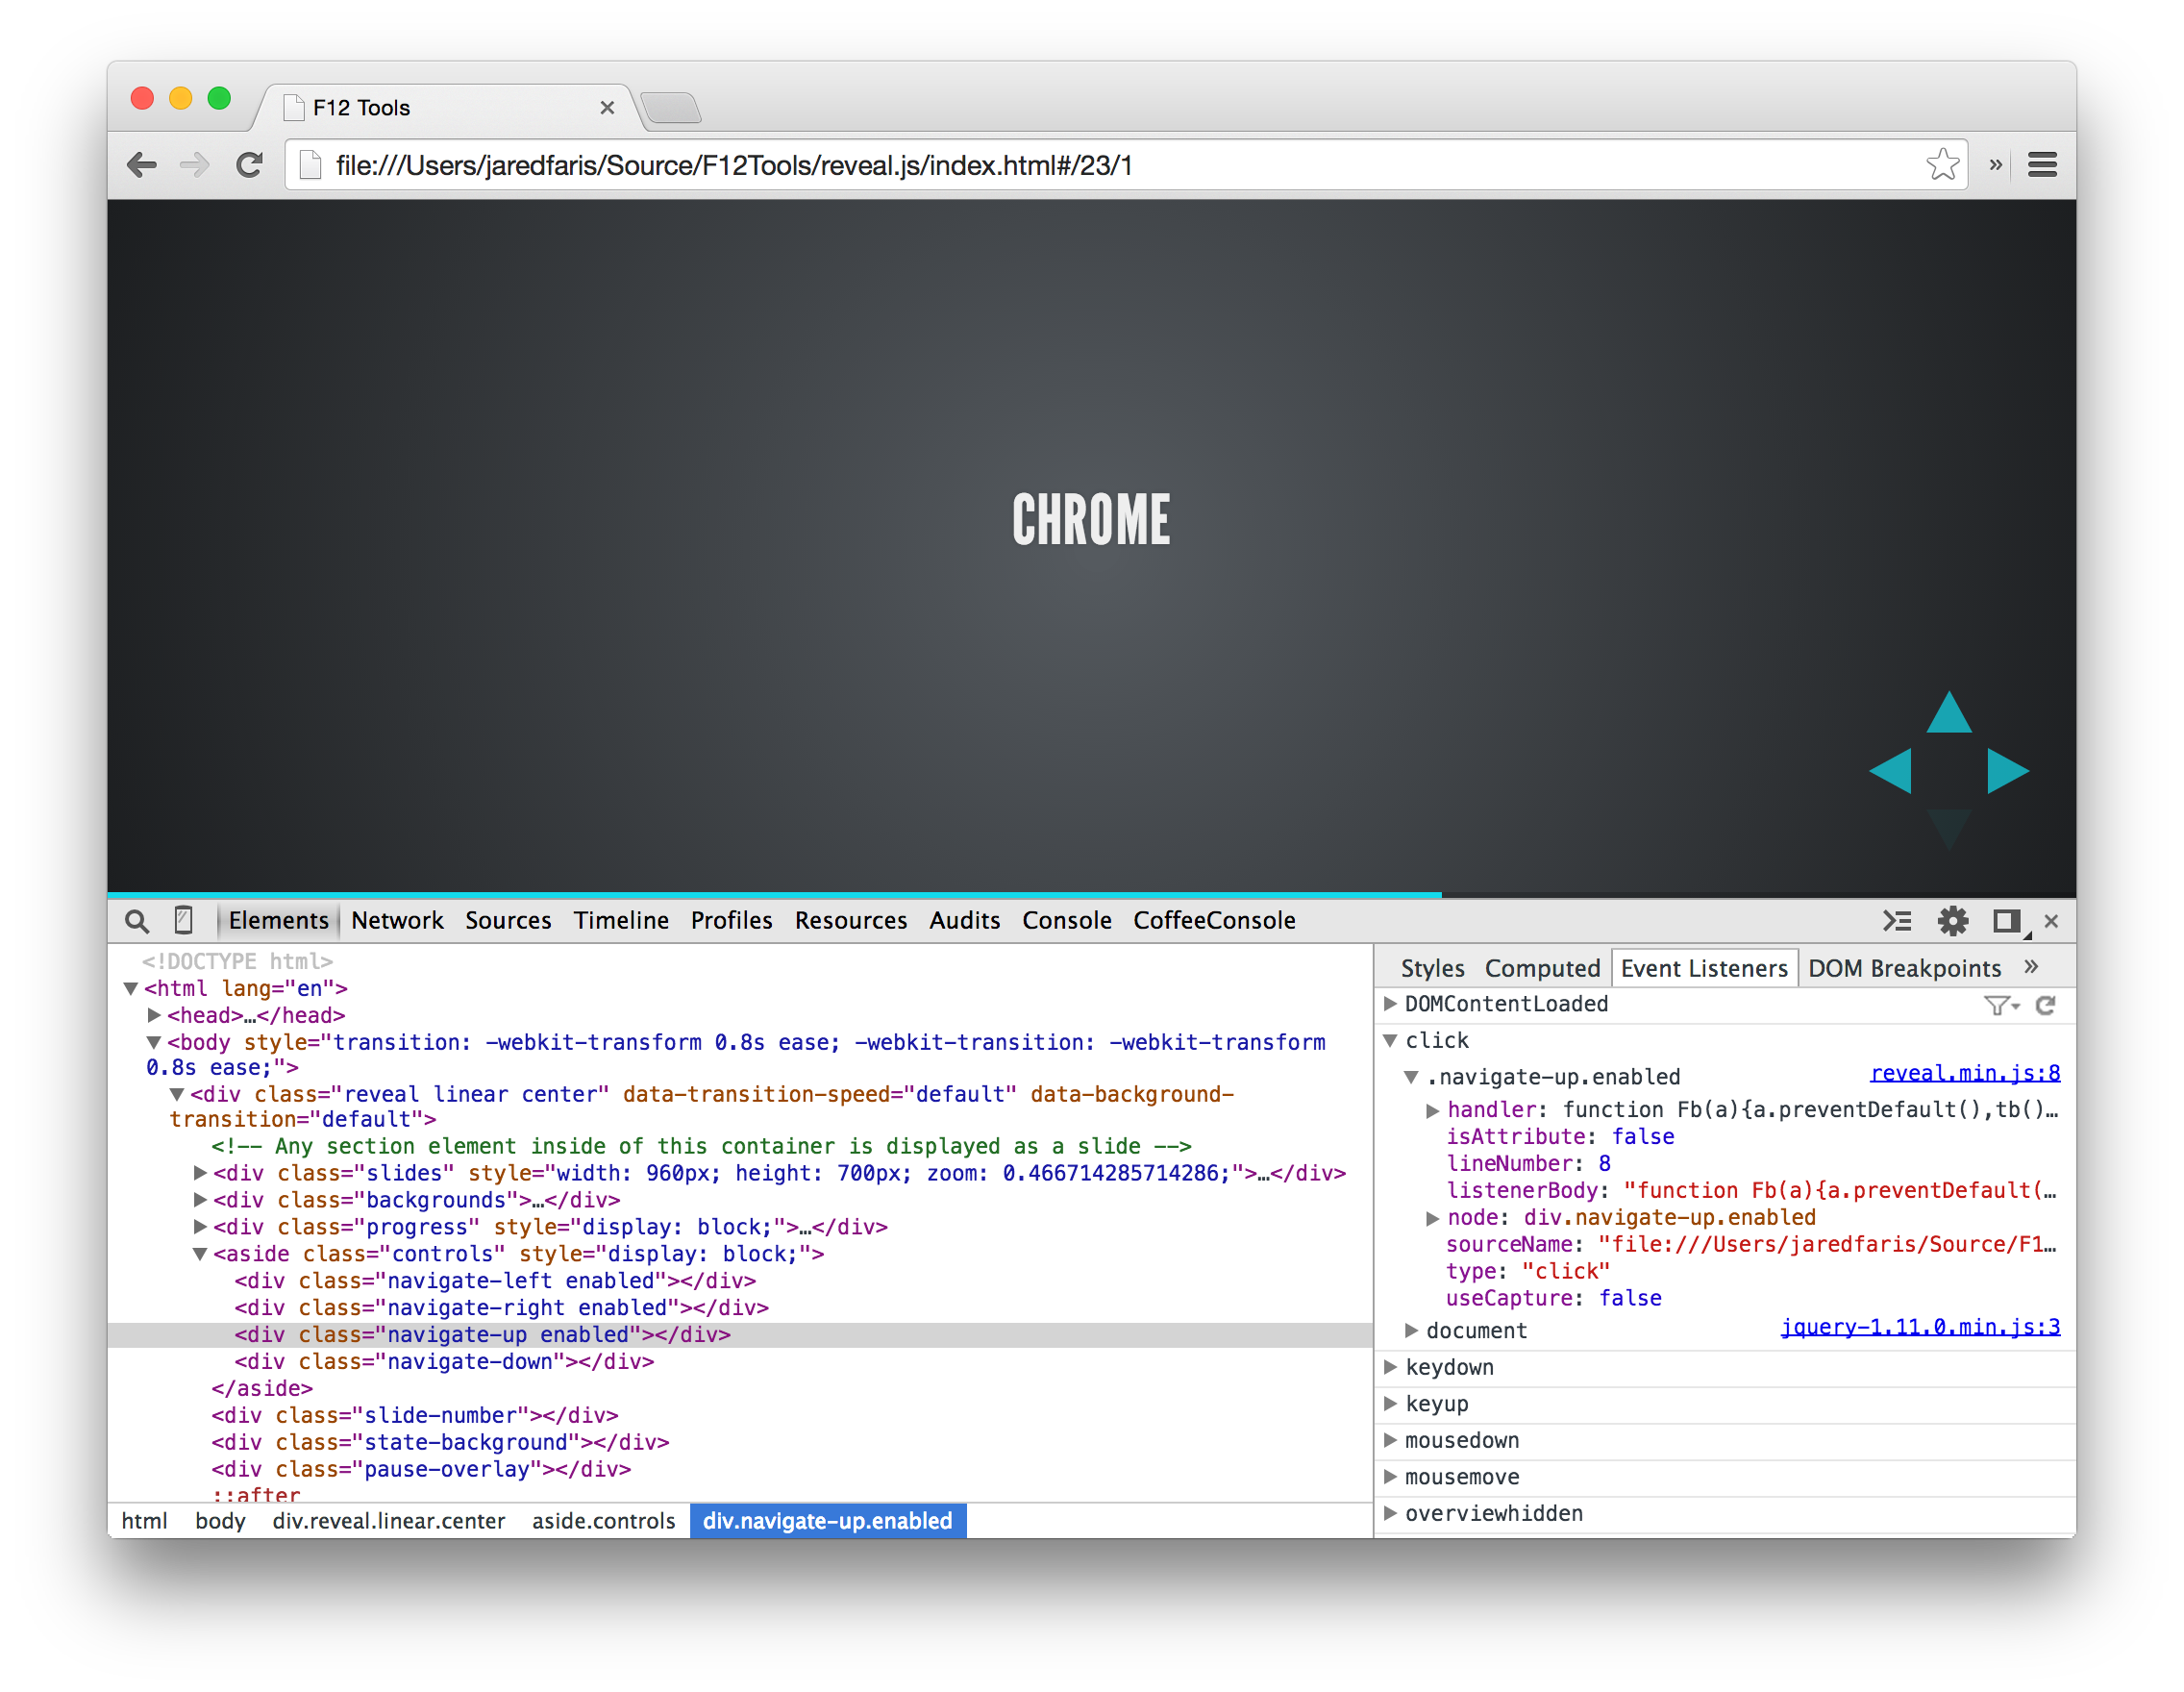 F12 Tools
file:///Users/jaredfaris/Source/F12Tools/reveal.js/index.html#/23/1
CHROME
Elements Network Sources Timeline Profiles Resources Audits Console CoffeeConsole
<!DOCTYPE html>
<html lang="en">
<head>…</head>
<body style="transition: -webkit-transform 0.8s ease; -webkit-transition: -webkit-transform
0.8s ease;">
<div class="reveal linear center" data-transition-speed="default" data-background-
transition="default">
<!-- Any section element inside of this container is displayed as a slide -->
<div class="slides" style="width: 960px; height: 700px; zoom: 0.466714285714286;">…</div>
<div class="backgrounds">…</div>
<div class="progress" style="display: block;">…</div>
<aside class="controls" style="display: block;">
<div class="navigate-left enabled"></div>
<div class="navigate-right enabled"></div>
<div class="navigate-up enabled"></div>
<div class="navigate-down"></div>
</aside>
<div class="slide-number"></div>
<div class="state-background"></div>
<div class="pause-overlay"></div>
::after
html body div.reveal.linear.center aside.controls div.navigate-up.enabled
Styles Computed Event Listeners DOM Breakpoints »
DOMContentLoaded
click
.navigate-up.enabled reveal.min.js:8
handler: function Fb(a){a.preventDefault(),tb()…
isAttribute: false
lineNumber: 8
listenerBody: "function Fb(a){a.preventDefault(…
node: div.navigate-up.enabled
sourceName: "file:///Users/jaredfaris/Source/F1…
type: "click"
useCapture: false
document jquery-1.11.0.min.js:3
keydown
keyup
mousedown
mousemove
overviewhidden